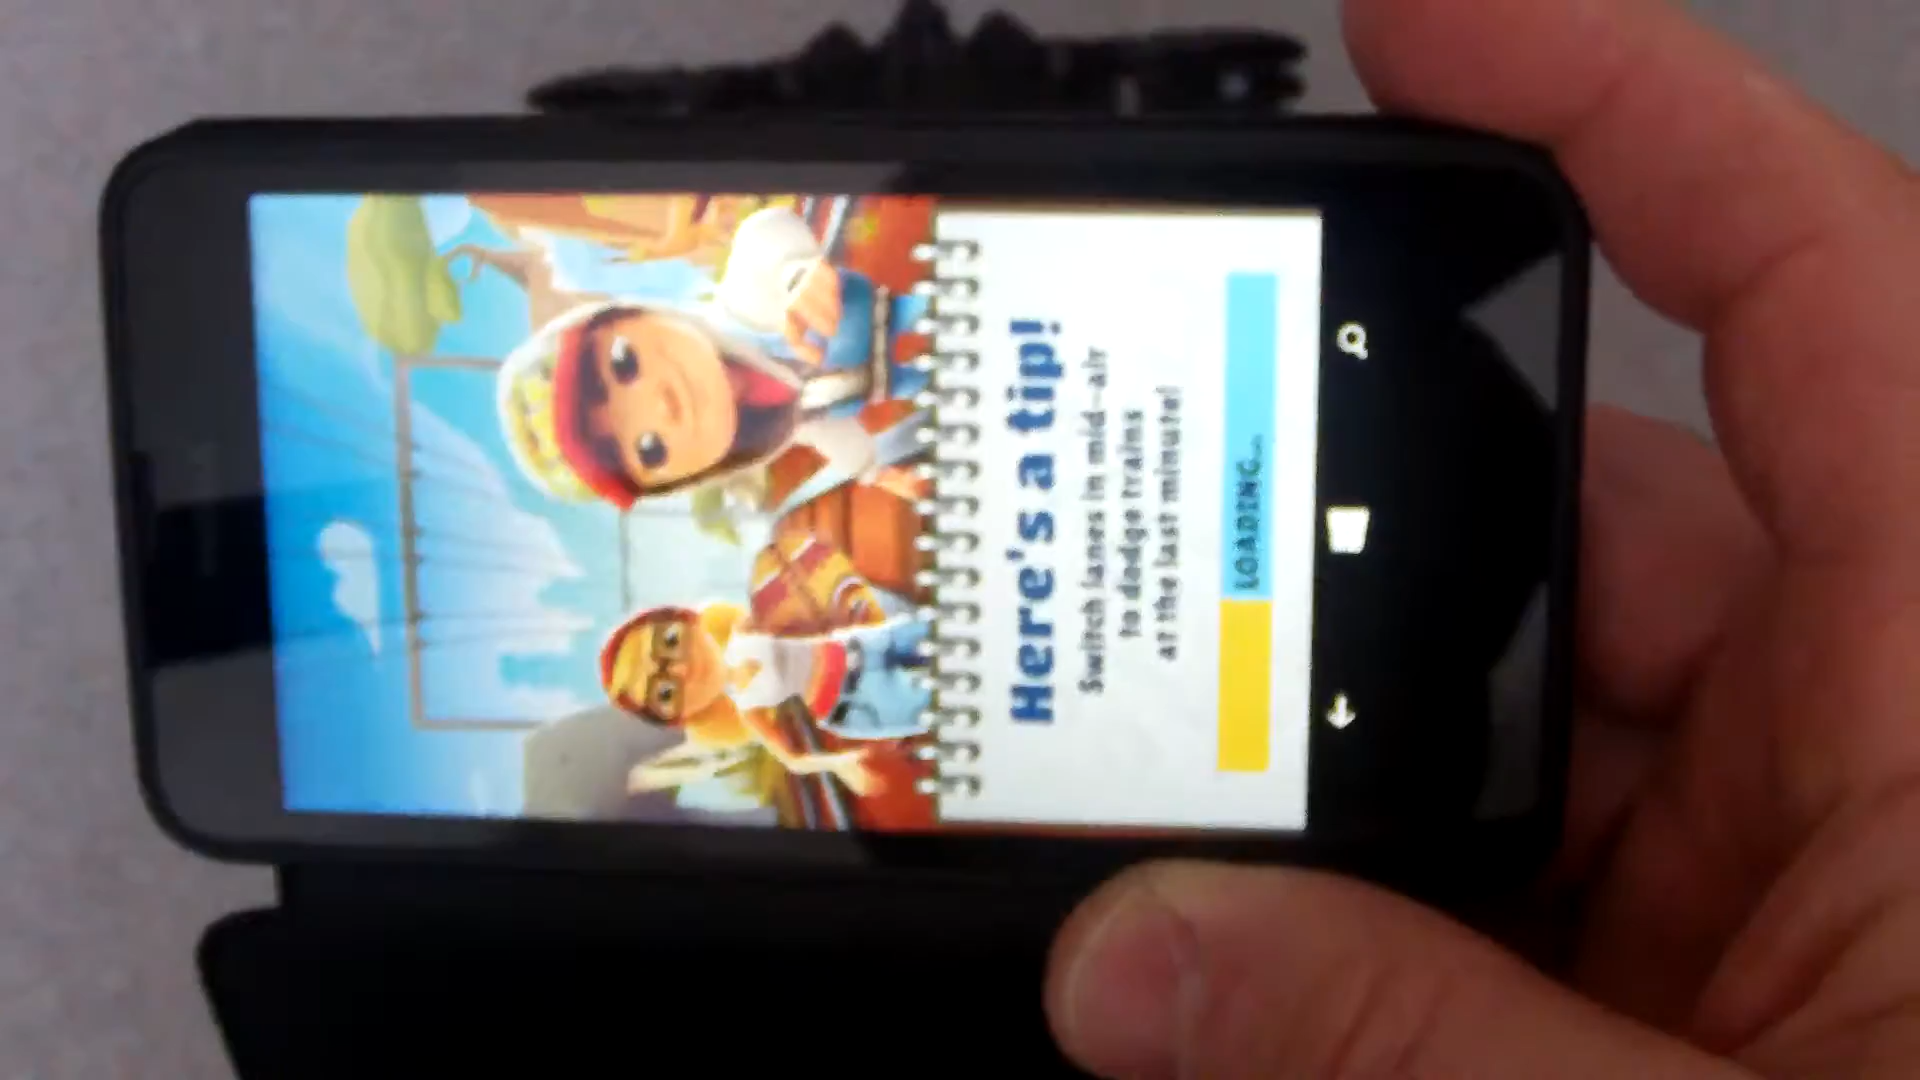 Here's a tip!
Switch lanes in mid-air
to dodge trains
at the last minute!
LOADING...